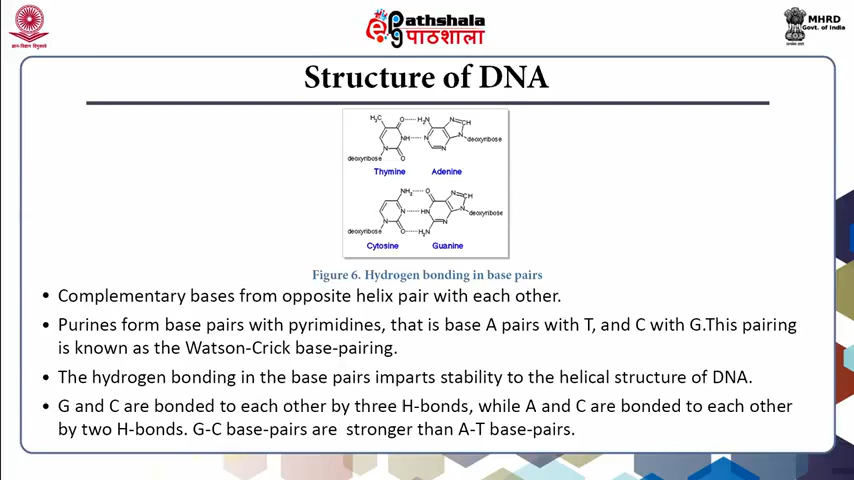 Pathshala
पाठशाला
MHRD
Govt. of India
Structure of DNA
H₃C O H₂N N CH
NH N N deoxyribose
N N
deoxyribose O
Thymine Adenine
NH₂ O N CH
N HN N deoxyribose
N N
deoxyribose O H₂N
Cytosine Guanine
Figure 6. Hydrogen bonding in base pairs
• Complementary bases from opposite helix pair with each other.
• Purines form base pairs with pyrimidines, that is base A pairs with T, and C with G.This pairing
is known as the Watson-Crick base-pairing.
• The hydrogen bonding in the base pairs imparts stability to the helical structure of DNA.
• G and C are bonded to each other by three H-bonds, while A and C are bonded to each other
by two H-bonds. G-C base-pairs are stronger than A-T base-pairs.